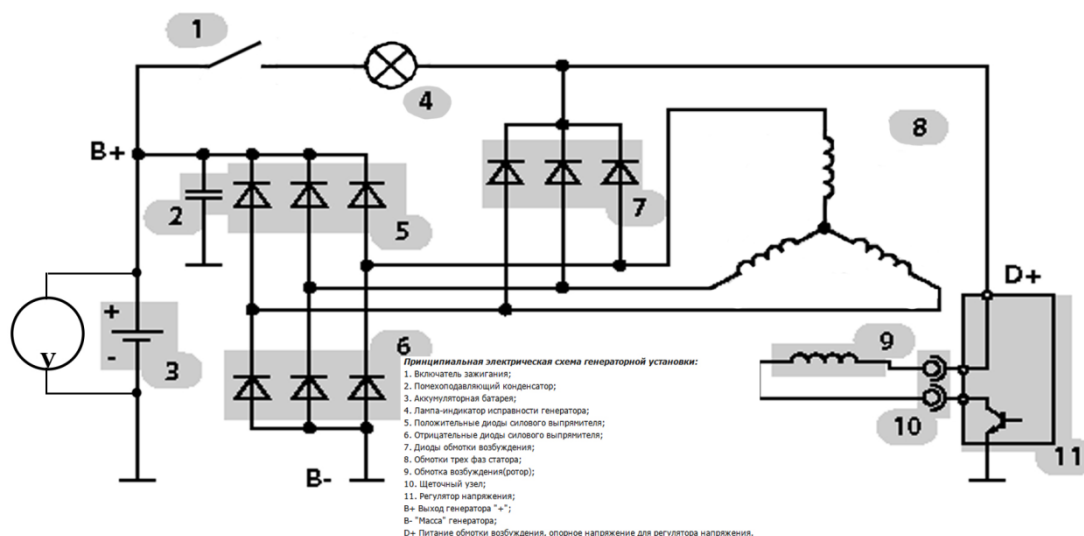 1
4
8
B+
2
5
7
D+
+
-
V
3
6
9
10
11
B-
Принципиальная электрическая схема генераторной установки:
1. Включатель зажигания;
2. Помехоподавляющий конденсатор;
3. Аккумуляторная батарея;
4. Лампа-индикатор исправности генератора;
5. Положительные диоды силового выпрямителя;
6. Отрицательные диоды силового выпрямителя;
7. Диоды обмотки возбуждения;
8. Обмотки трех фаз статора;
9. Обмотка возбуждения(ротор);
10. Щеточный узел;
11. Регулятор напряжения;
B+ Выход генератора "+";
B- "Масса" генератора;
D+ Питание обмотки возбуждения, опорное напряжение для регулятора напряжения.